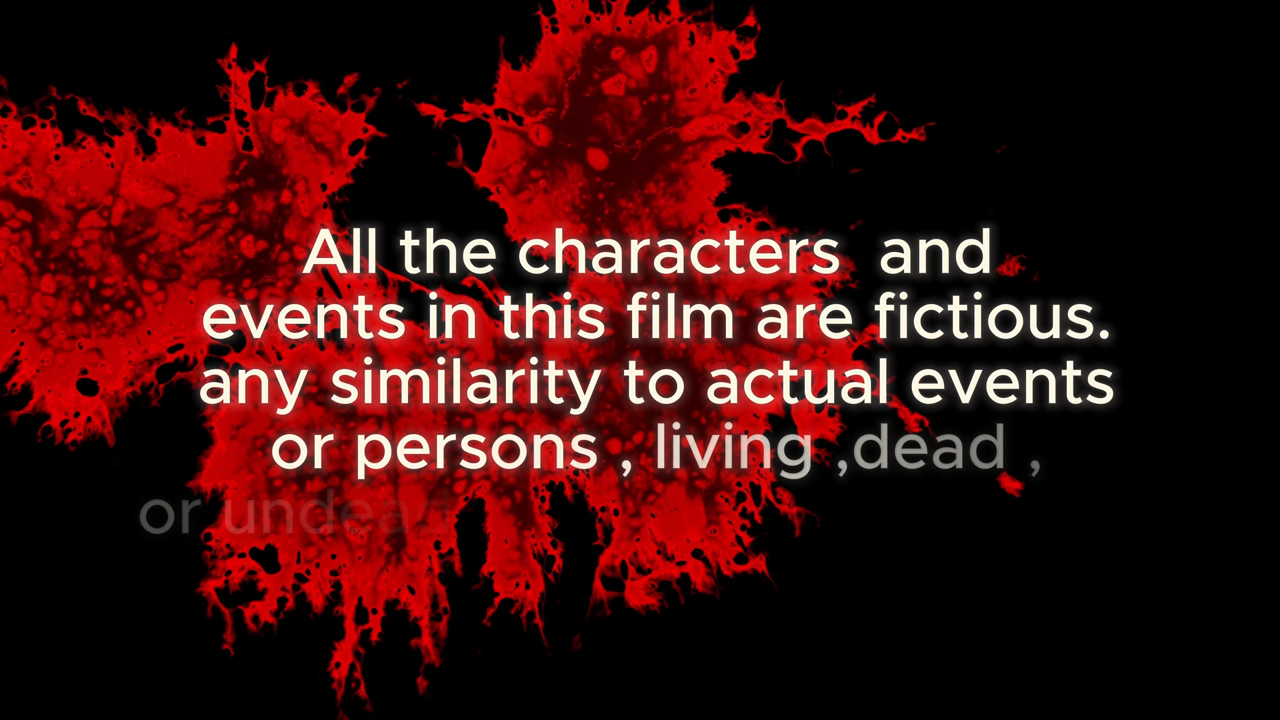 All the characters  and
events in this film are fictious.
any similarity to actual events
or persons , living ,dead ,
or undea